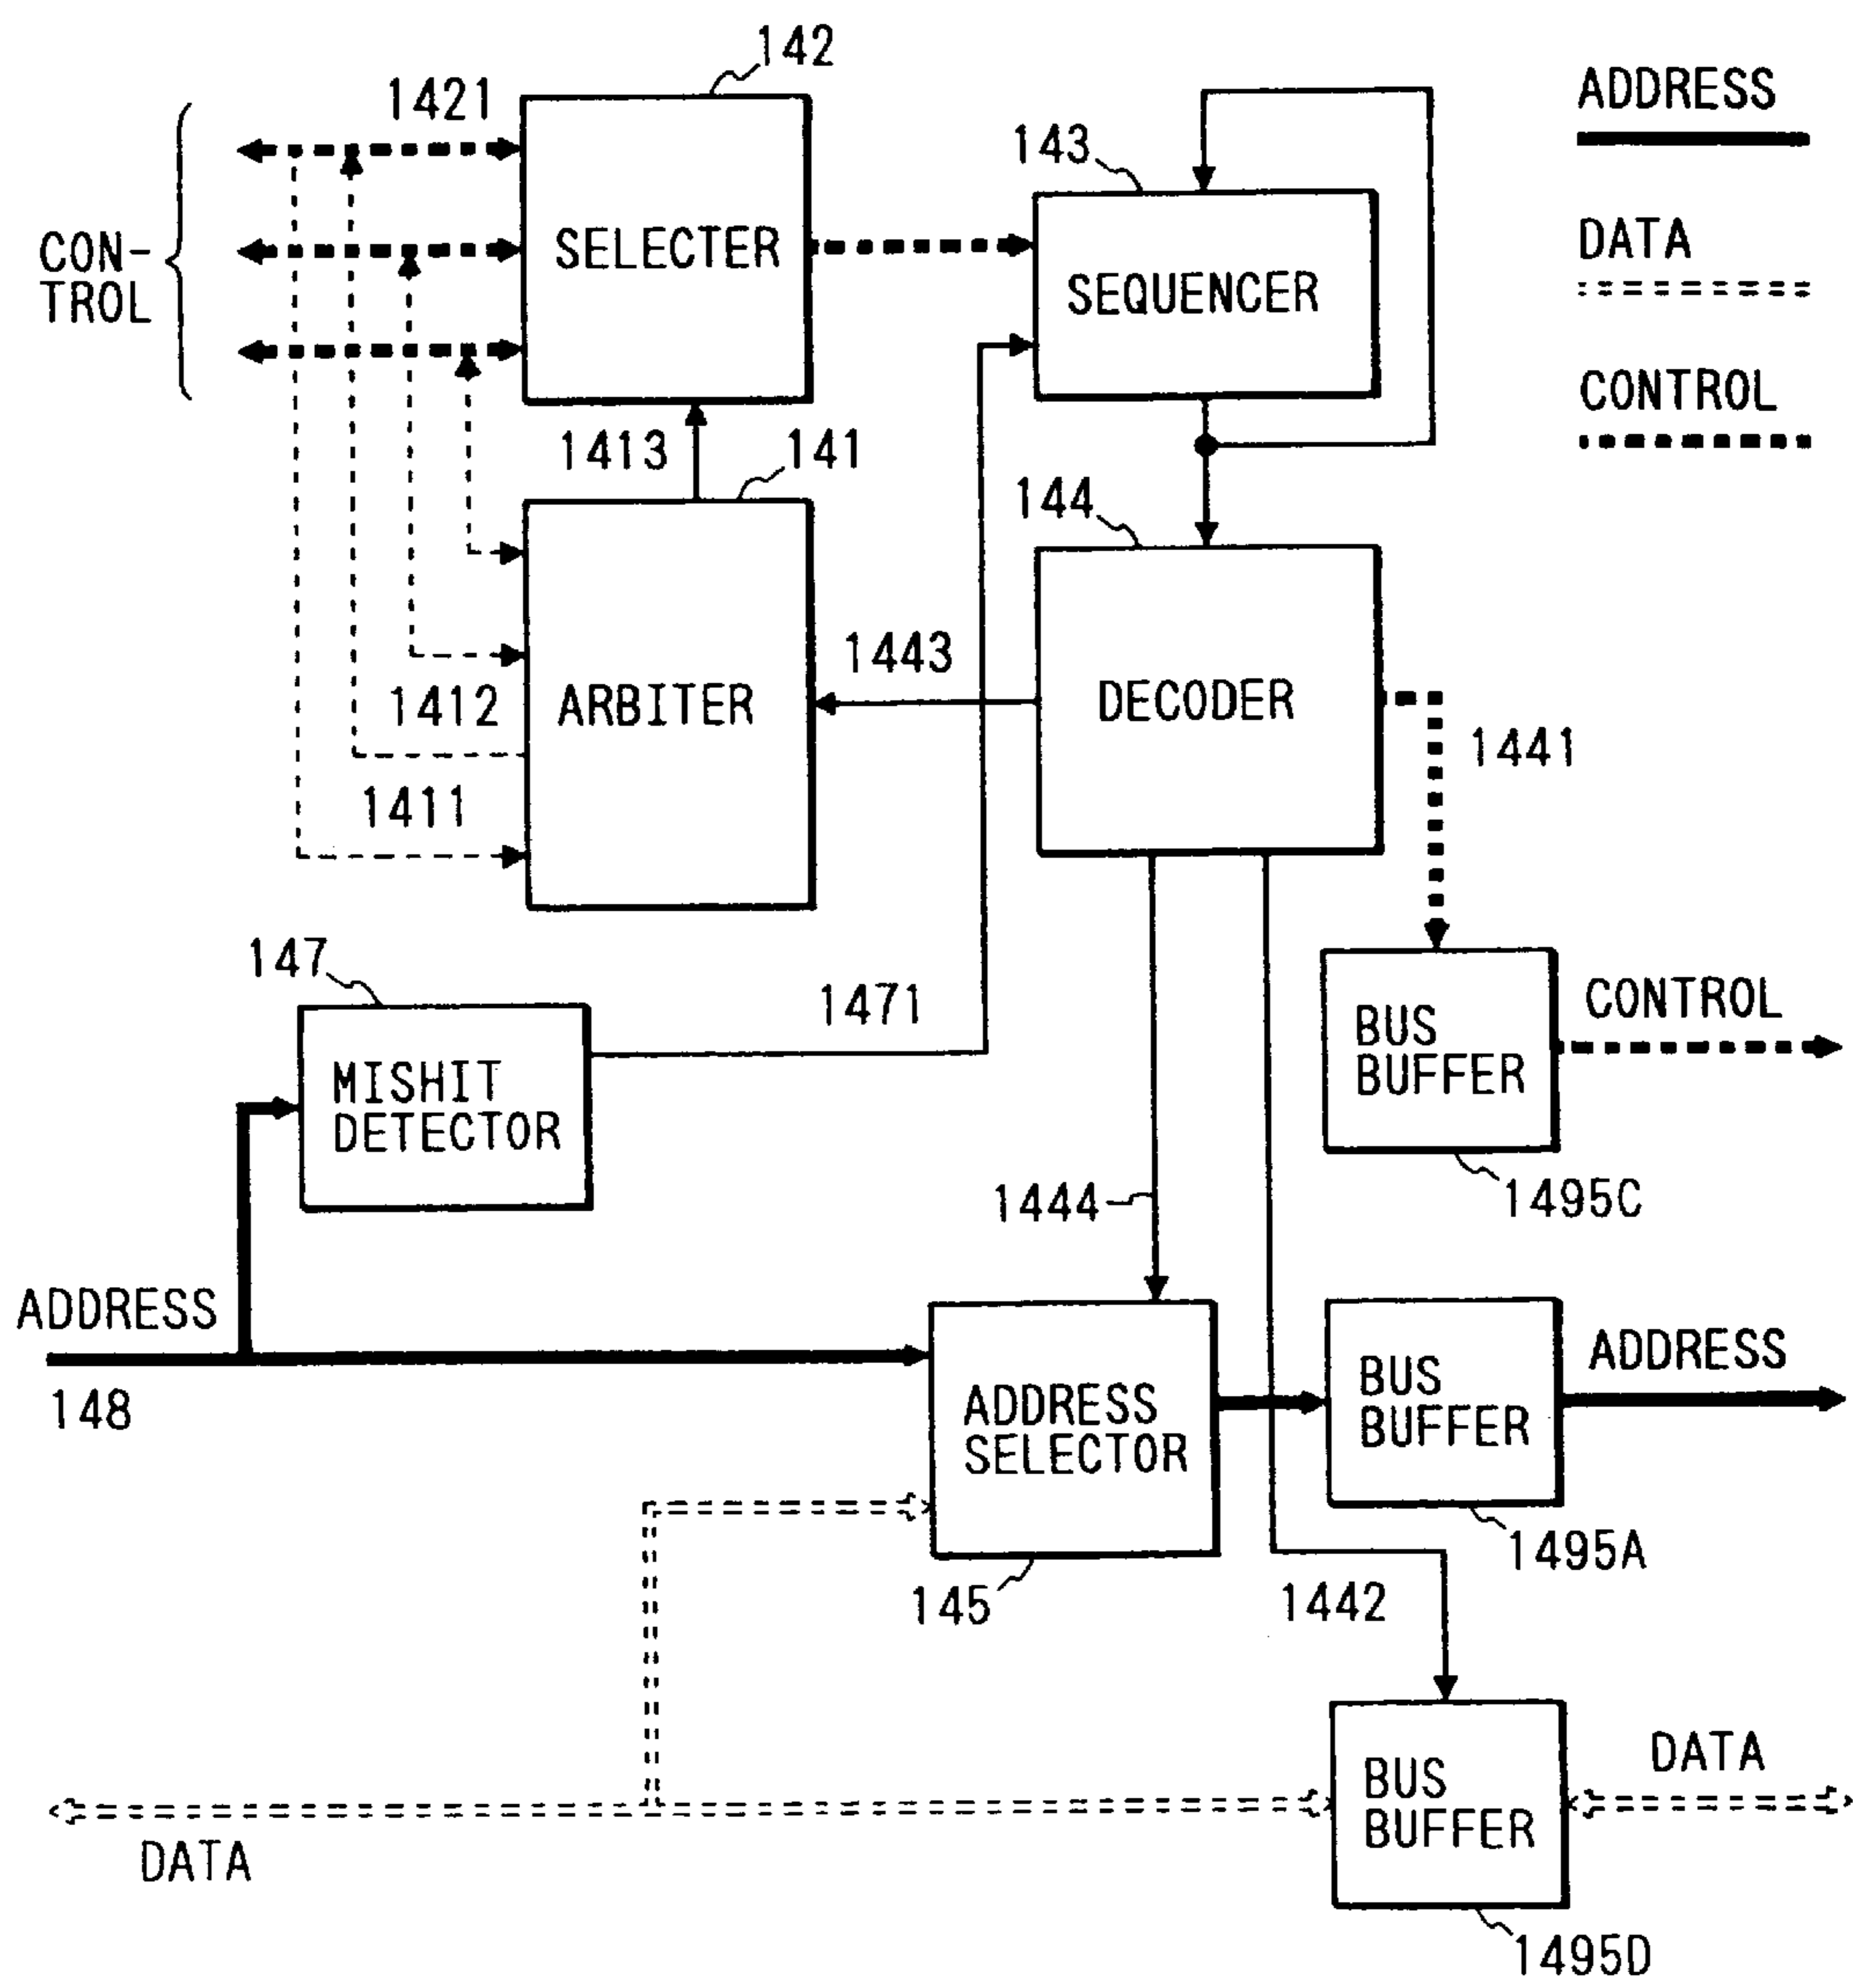 142
1421
ADDRESS
143
CON-
TROL
SELECTER
DATA
SEQUENCER
CONTROL
1413
141
144
1443
1412
ARBITER
DECODER
1441
1411
147
1471
CONTROL
BUS
BUFFER
MISHIT
DETECTOR
1444
1495C
ADDRESS
ADDRESS
148
ADDRESS
SELECTOR
BUS
BUFFER
1495A
145
1442
DATA
BUS
BUFFER
DATA
1495D